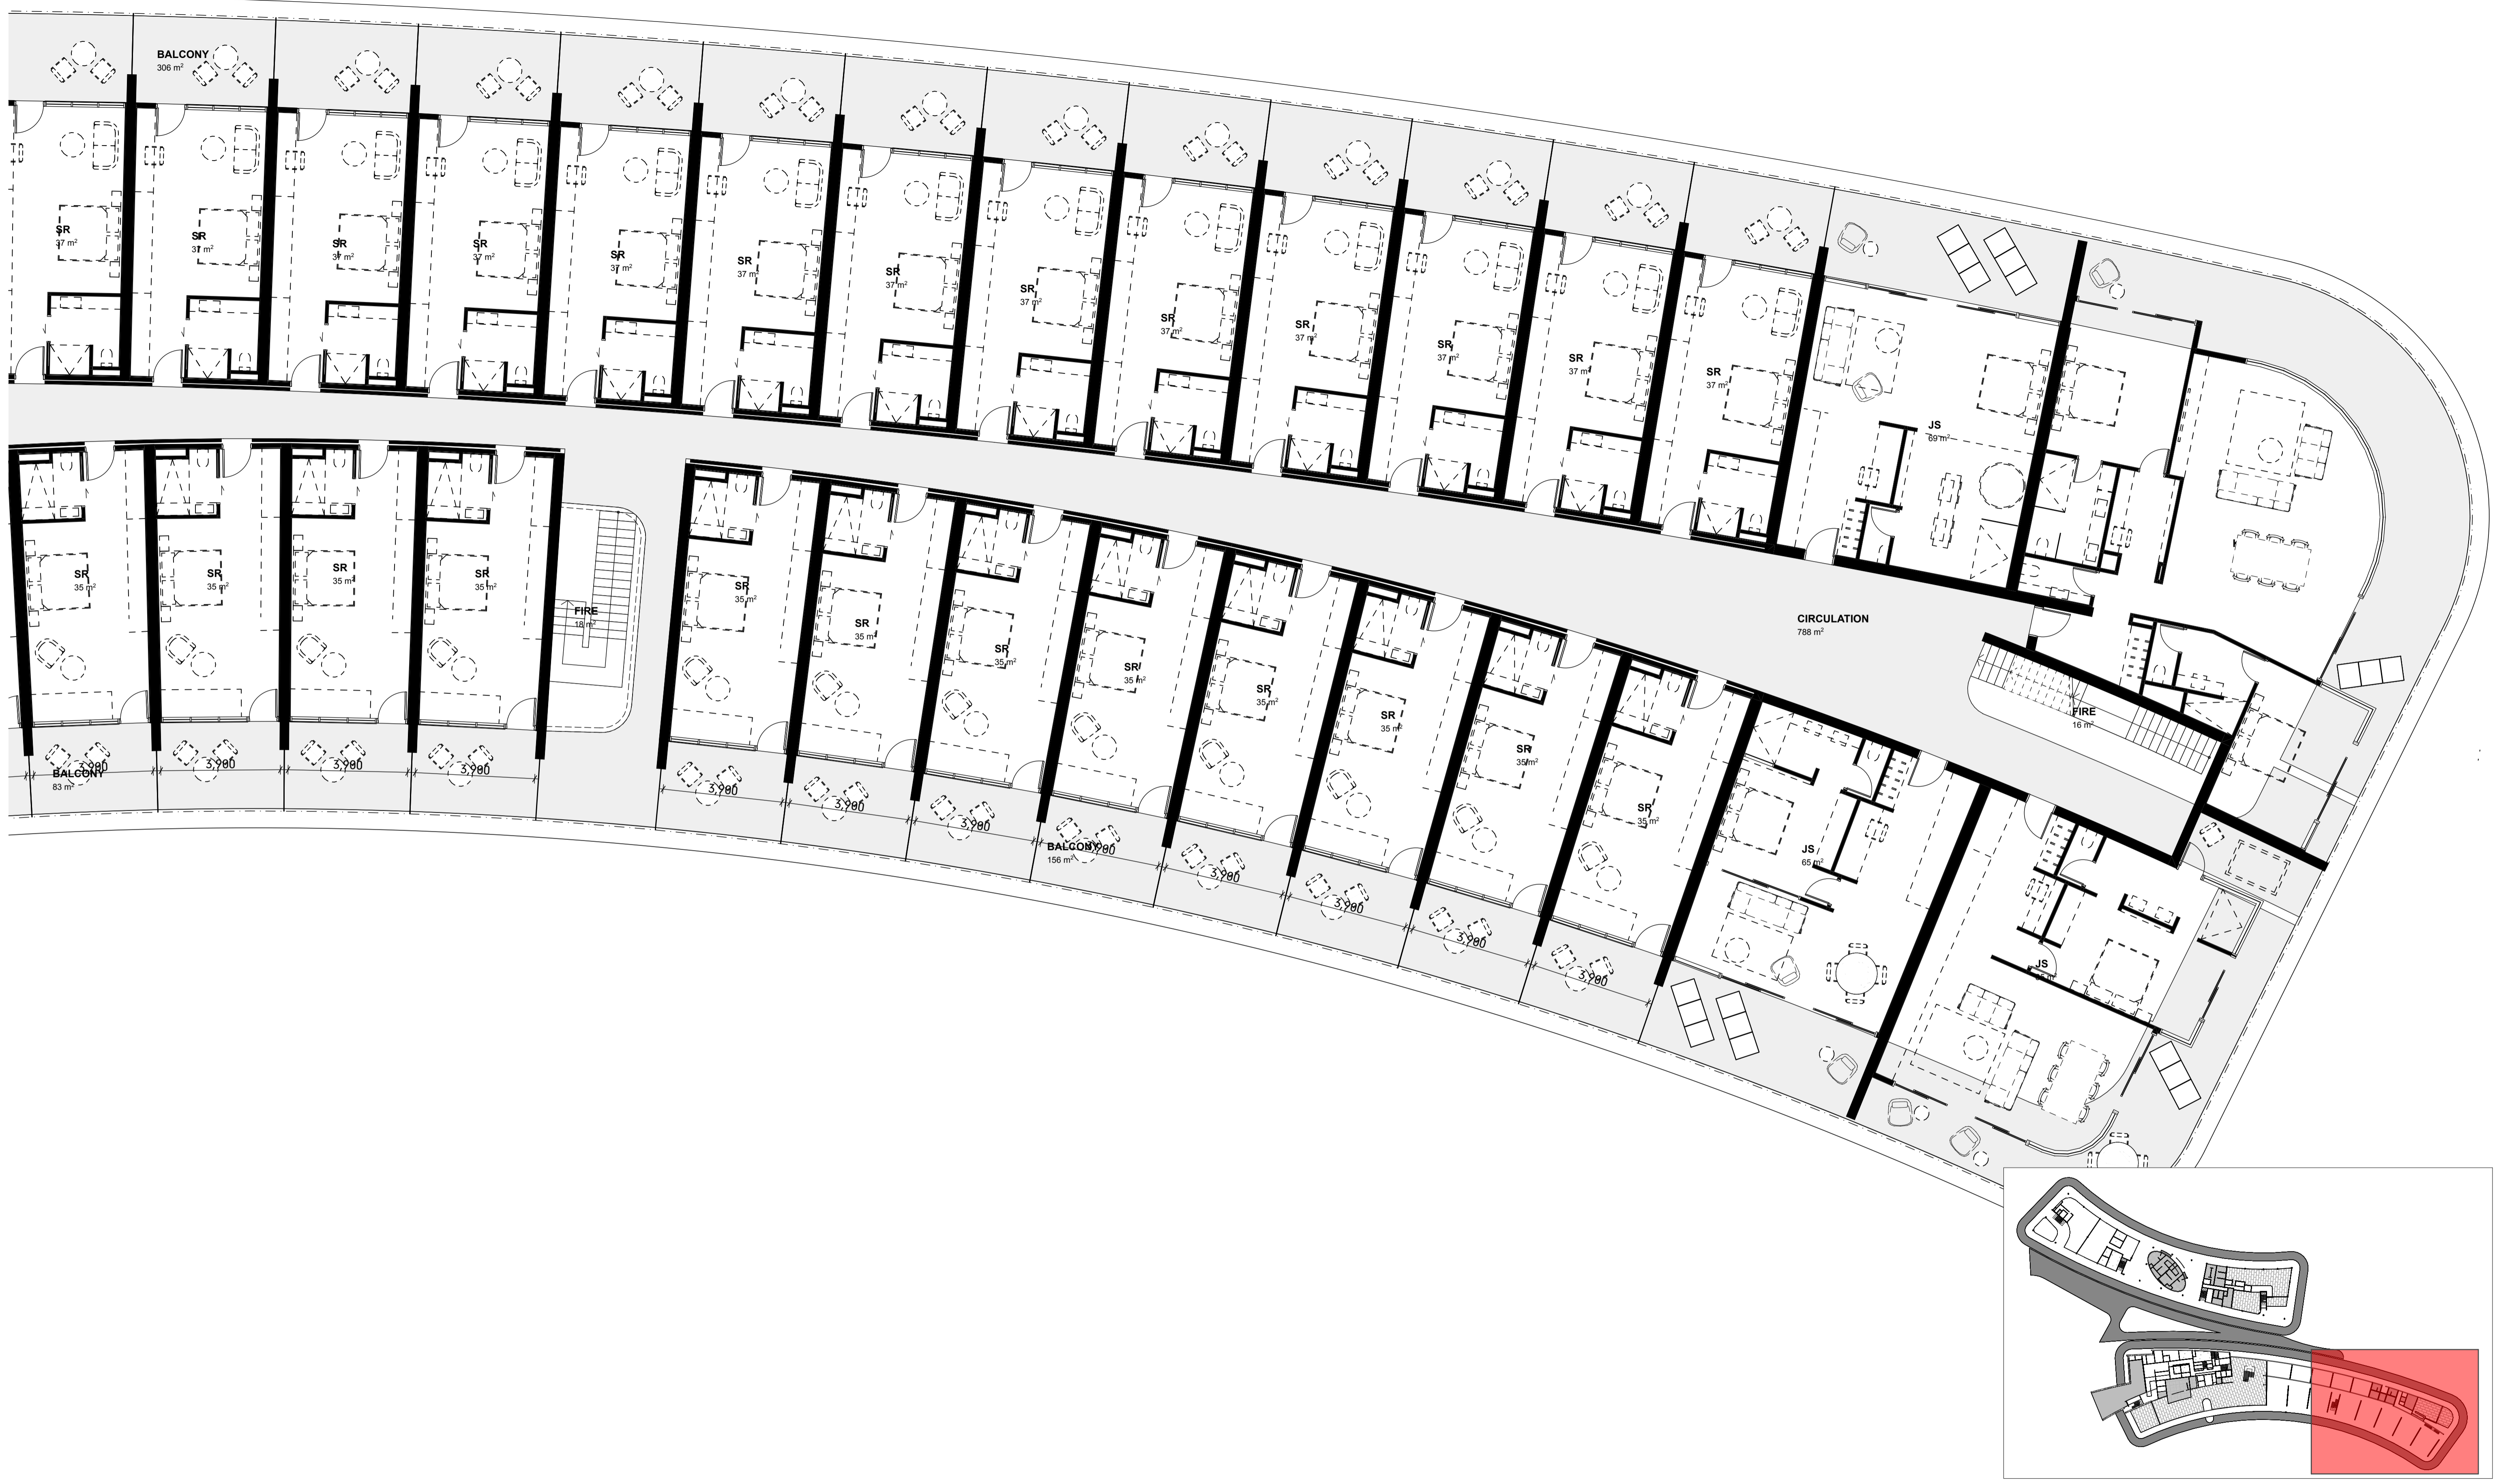 BALCONY
306 m²
SR
37 m²
SR
37 m²
SR
37 m²
SR
37 m²
SR
37 m²
SR
37 m²
SR
37 m²
SR
37 m²
SR
37 m²
SR
37 m²
SR
37 m²
SR
37 m²
SR
37 m²
JS
69 m²
SR
35 m²
SR
35 m²
SR
35 m²
SR
35 m²
FIRE
18 m²
SR
35 m²
SR
35 m²
SR
35 m²
SR
35 m²
SR
35 m²
SR
35 m²
SR
35 m²
SR
35 m²
CIRCULATION
788 m²
FIRE
16 m²
JS
65 m²
JS
BALCONY
83 m²
3,900
3,900
3,900
3,900
3,900
3,900
3,900
BALCONY
156 m²
3,900
3,900
3,900
3,900
3,900